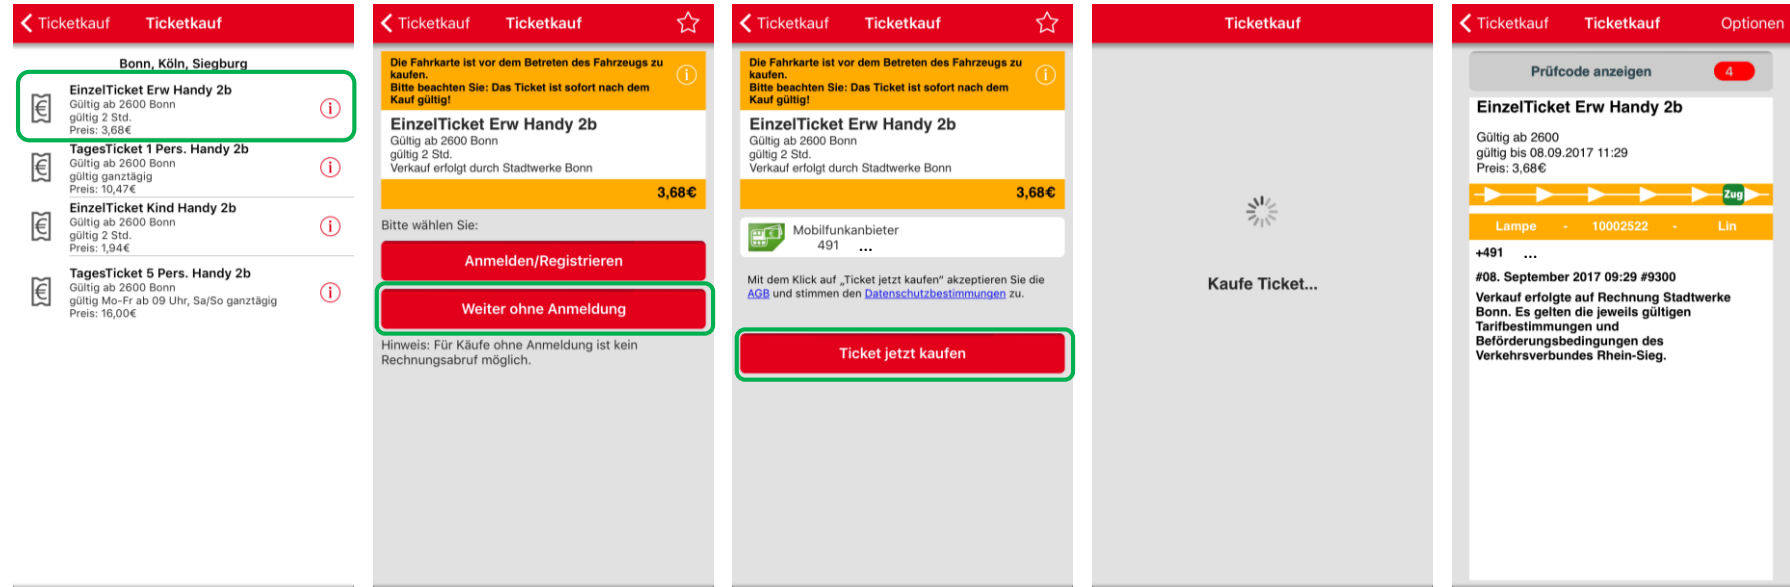 Ticketkauf Ticketkauf
Bonn, Köln, Siegburg
EinzelTicket Erw Handy 2b
Gültig ab 2600 Bonn
gültig 2 Std.
Preis: 3,68€
TagesTicket 1 Pers. Handy 2b
Gültig ab 2600 Bonn
gültig ganztägig
Preis: 10,47€
EinzelTicket Kind Handy 2b
Gültig ab 2600 Bonn
gültig 2 Std.
Preis: 1,94€
TagesTicket 5 Pers. Handy 2b
Gültig ab 2600 Bonn
gültig Mo-Fr ab 09 Uhr, Sa/So ganztägig
Preis: 16,00€
Ticketkauf Ticketkauf
Die Fahrkarte ist vor dem Betreten des Fahrzeugs zu
kaufen.
Bitte beachten Sie: Das Ticket ist sofort nach dem
Kauf gültig!
EinzelTicket Erw Handy 2b
Gültig ab 2600 Bonn
gültig 2 Std.
Verkauf erfolgt durch Stadtwerke Bonn
3,68€
Bitte wählen Sie:
Anmelden/Registrieren
Weiter ohne Anmeldung
Hinweis: Für Käufe ohne Anmeldung ist kein
Rechnungsabruf möglich.
Ticketkauf Ticketkauf
Die Fahrkarte ist vor dem Betreten des Fahrzeugs zu
kaufen.
Bitte beachten Sie: Das Ticket ist sofort nach dem
Kauf gültig!
EinzelTicket Erw Handy 2b
Gültig ab 2600 Bonn
gültig 2 Std.
Verkauf erfolgt durch Stadtwerke Bonn
3,68€
Mobilfunkanbieter
491 ...
Mit dem Klick auf „Ticket jetzt kaufen" akzeptieren Sie die
AGB und stimmen den Datenschutzbestimmungen zu.
Ticket jetzt kaufen
Ticketkauf
Kaufe Ticket...
Ticketkauf Ticketkauf Optionen
Prüfcode anzeigen 4
EinzelTicket Erw Handy 2b
Gültig ab 2600
gültig bis 08.09.2017 11:29
Preis: 3,68€
Zug
Lampe - 10002522 - Lin
+491 ...
#08. September 2017 09:29 #9300
Verkauf erfolgte auf Rechnung Stadtwerke
Bonn. Es gelten die jeweils gültigen
Tarifbestimmungen und
Beförderungsbedingungen des
Verkehrsverbundes Rhein-Sieg.